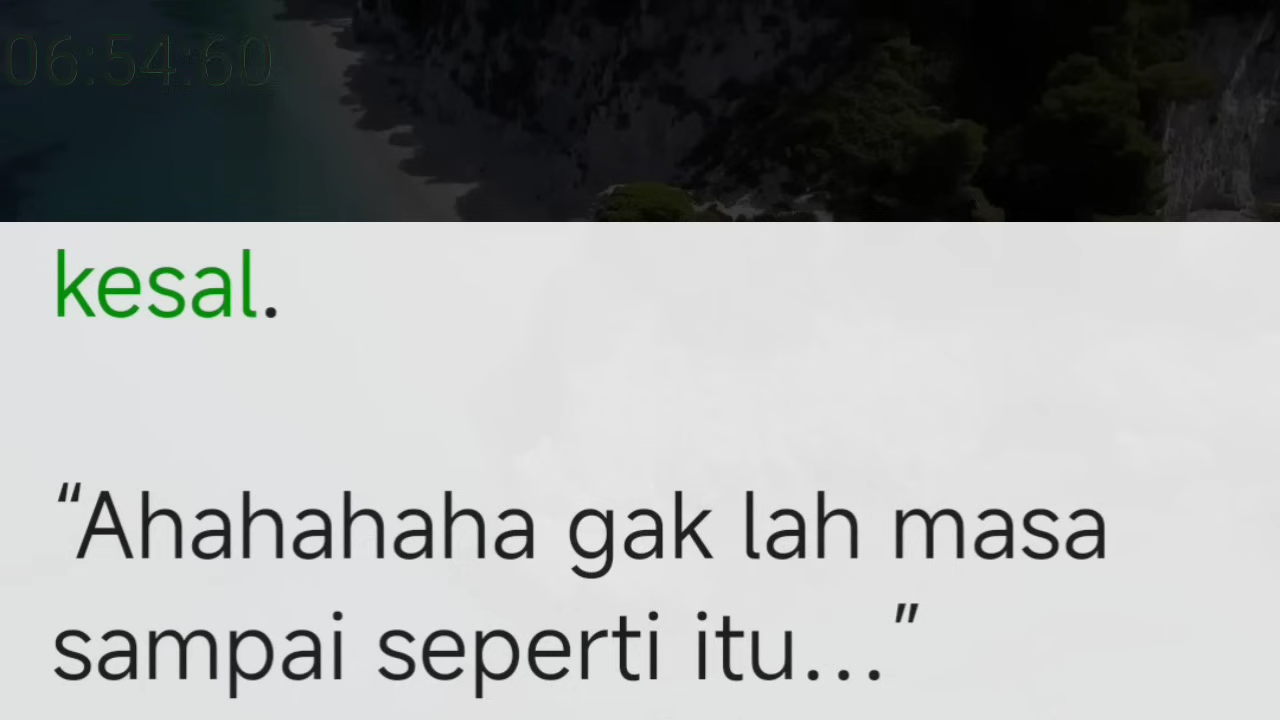 06:54:60
kesal.
“Ahahahaha gak lah masa
sampai seperti itu...”